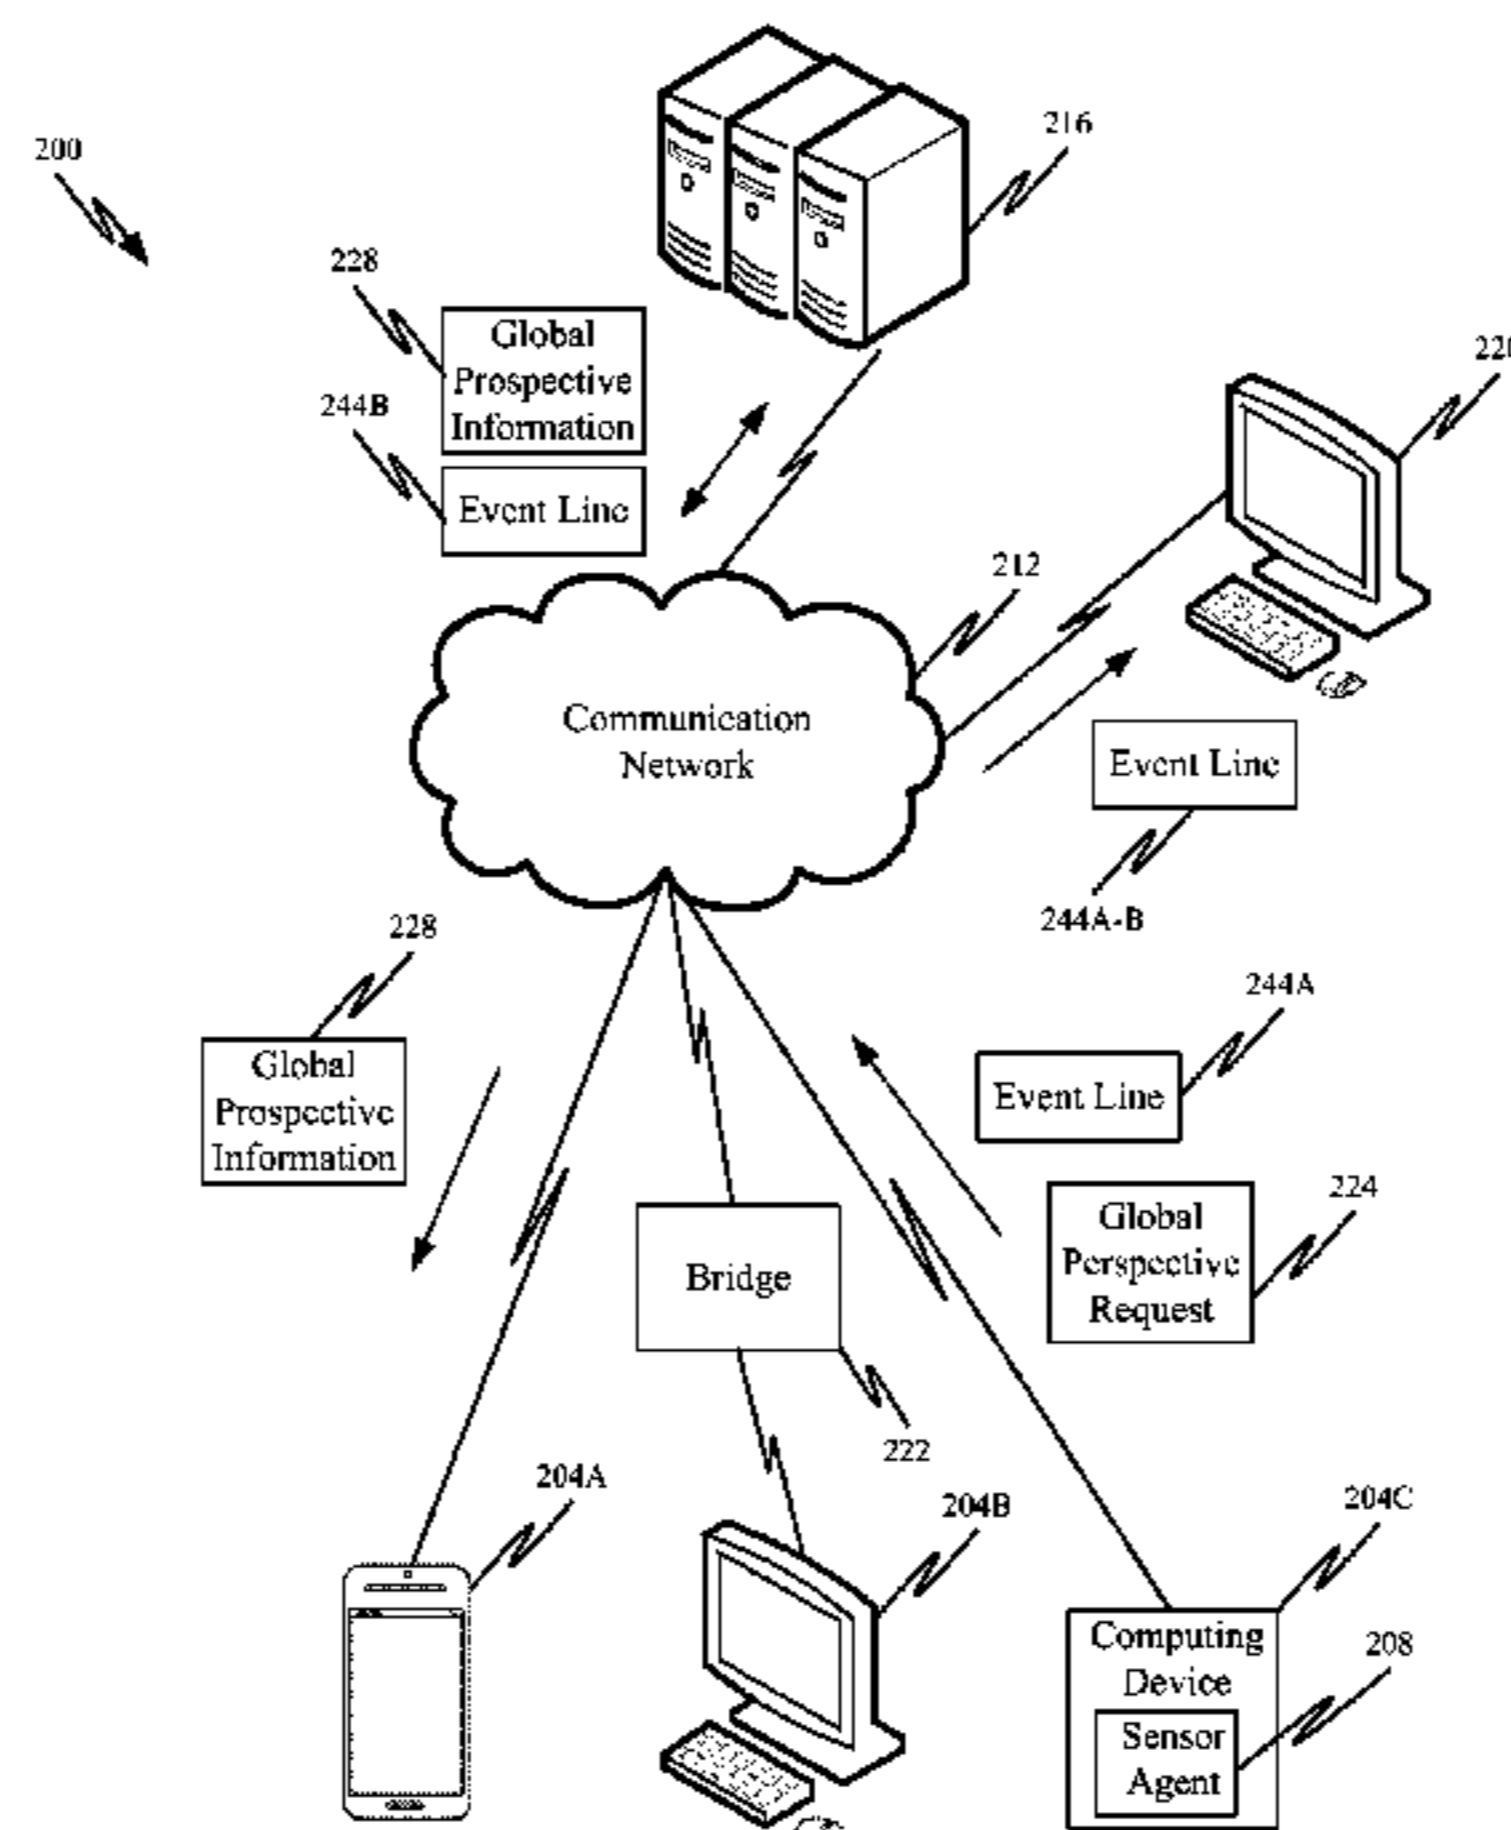 216
200
228
Global
Prospective
Information
244B
Event Line
220
212
Communication
Network
Event Line
244A-B
228
Global
Prospective
Information
244A
Event Line
224
Global
Perspective
Request
Bridge
222
204A
204B
204C
Computing
Device
208
Sensor
Agent